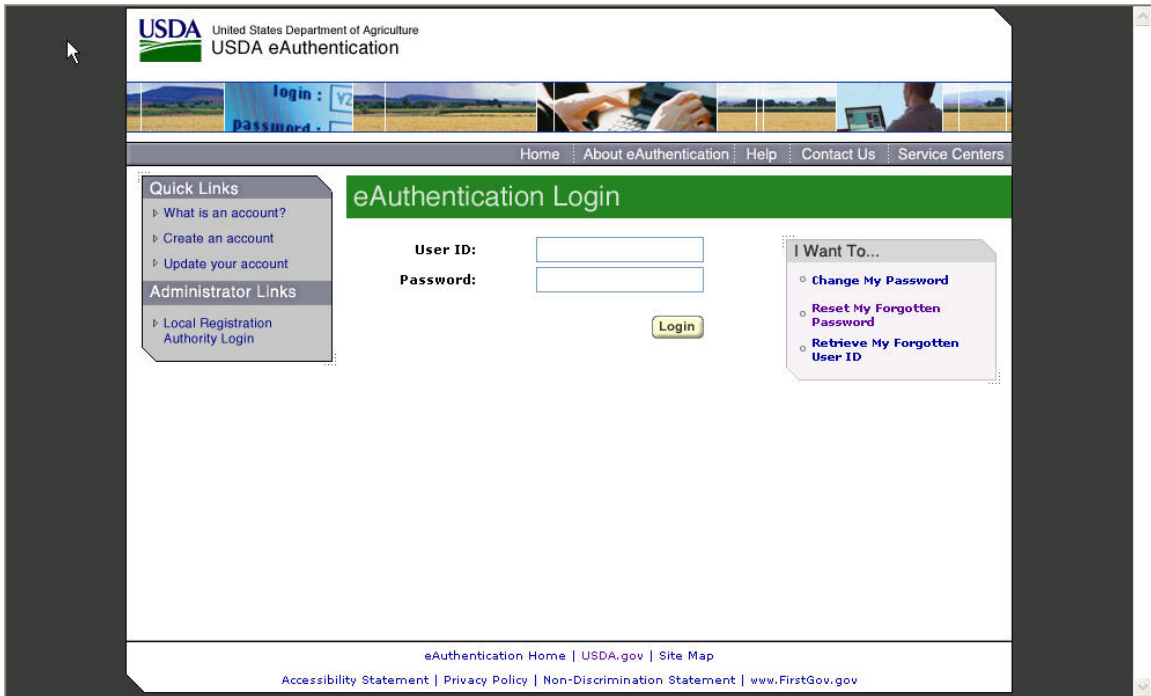 USDA United States Department of Agriculture
USDA eAuthentication
login : YZ
password :
Home About eAuthentication Help Contact Us Service Centers
Quick Links
What is an account?
Create an account
Update your account
Administrator Links
Local Registration
Authority Login
eAuthentication Login
User ID:
Password:
Login
I Want To...
Change My Password
Reset My Forgotten
Password
Retrieve My Forgotten
User ID
eAuthentication Home | USDA.gov | Site Map
Accessibility Statement | Privacy Policy | Non-Discrimination Statement | www.FirstGov.gov